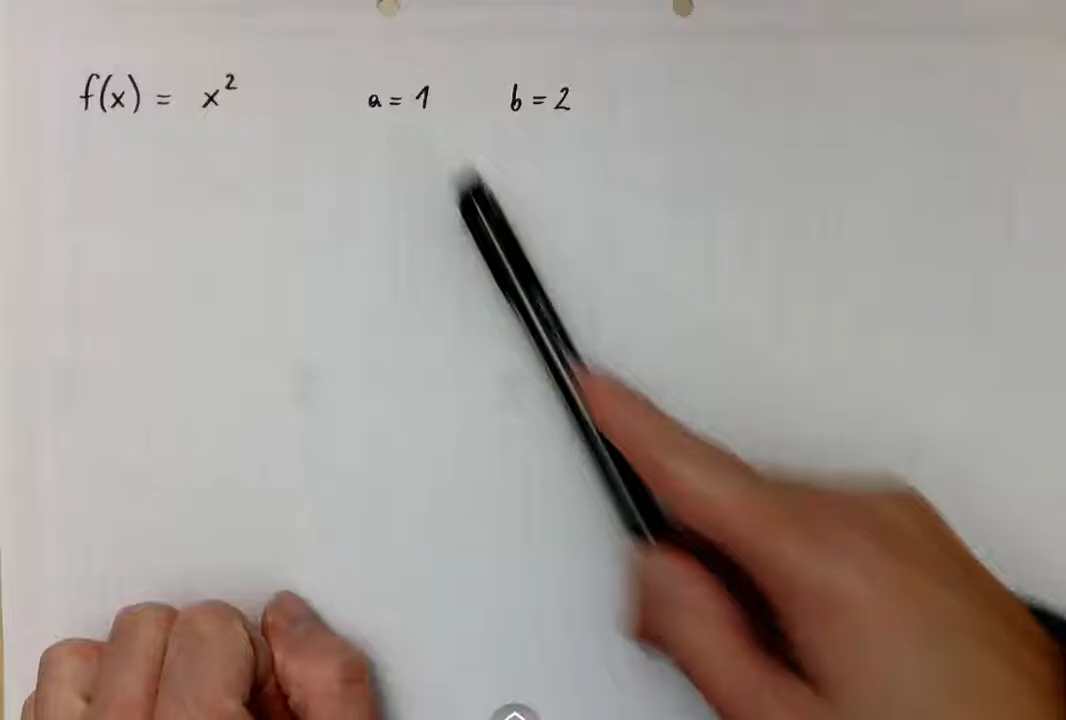 f(x) = x² a = 1 b = 2